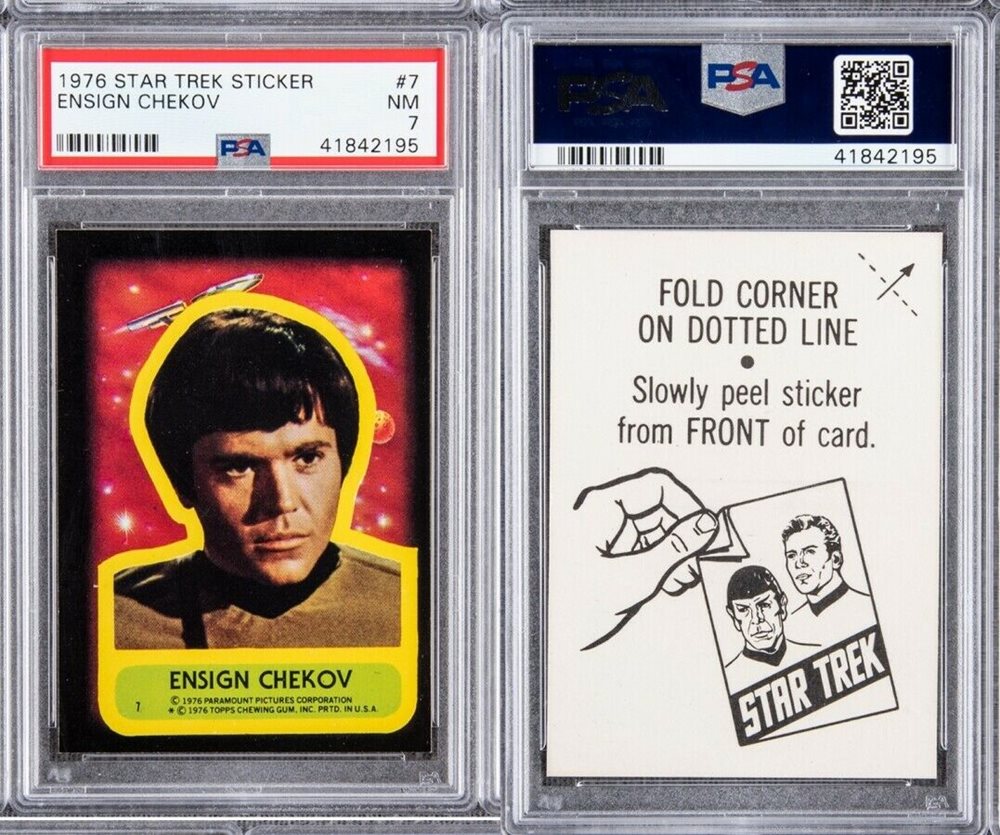 1976 STAR TREK STICKER #7
ENSIGN CHEKOV NM
7
PSA 41842195
ENSIGN CHEKOV
7 © 1976 PARAMOUNT PICTURES CORPORATION
* © 1976 TOPPS CHEWING GUM, INC. PRTD. IN U.S.A.
PSA PSA
41842195
FOLD CORNER
ON DOTTED LINE
•
Slowly peel sticker
from FRONT of card.
STAR TREK